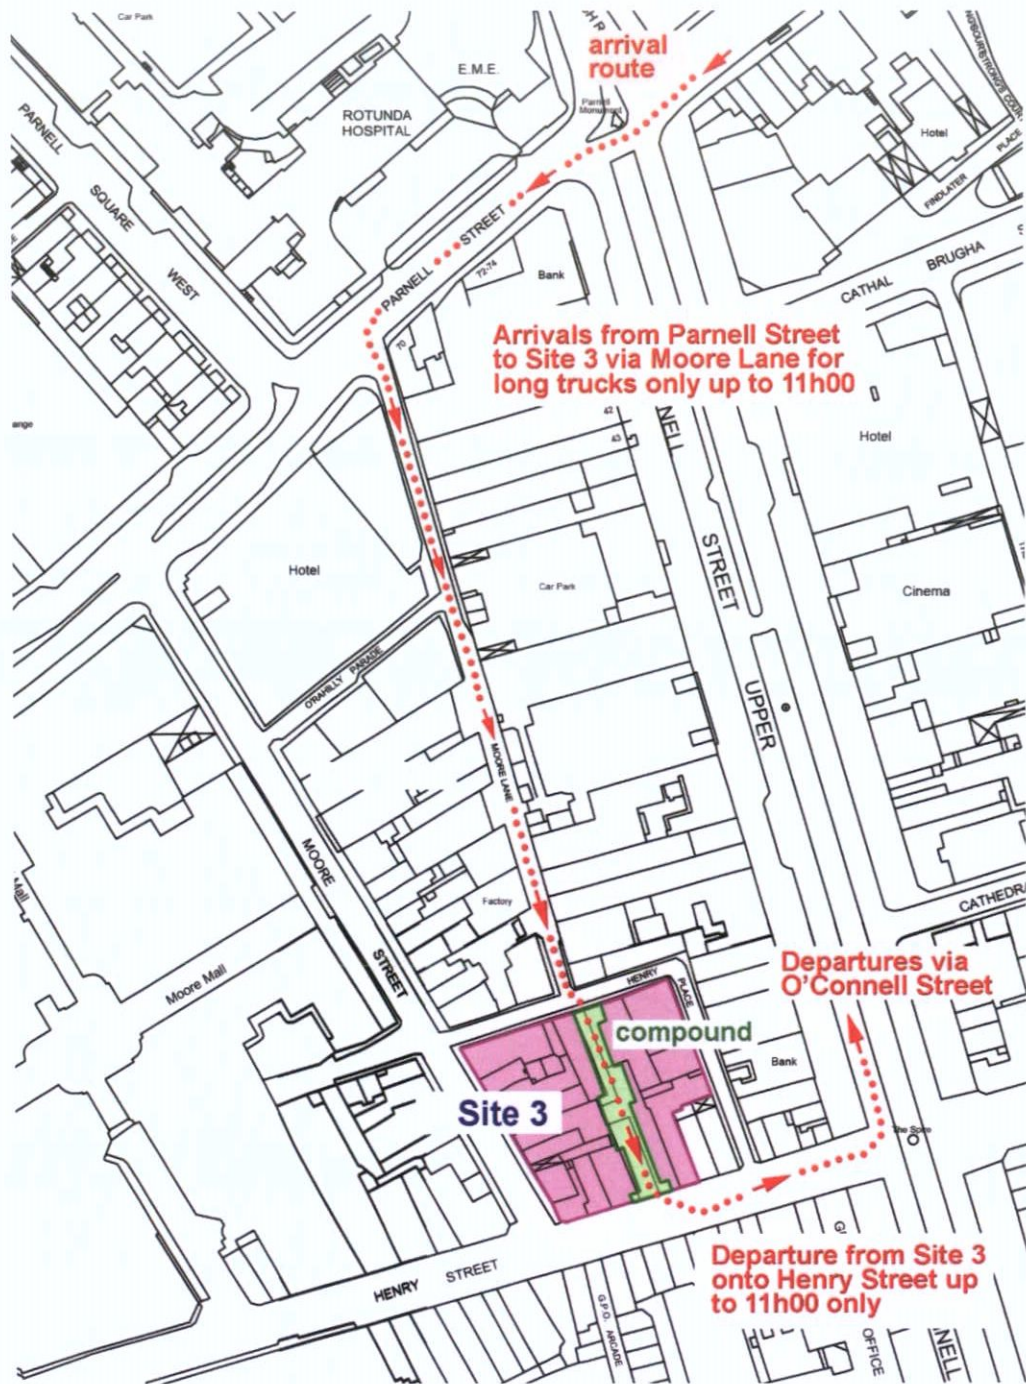 Car Park
arrival
route
E.M.E.
Parnell
Monument
ROTUNDA
HOSPITAL
Hotel
PLACE
FINDLATER
PARNELL
SQUARE
WEST
PARNELL STREET
72-74
Bank
CATHAL BRUGHA
70
Arrivals from Parnell Street
to Site 3 via Moore Lane for
long trucks only up to 11h00
42
43
NELL
STREET
UPPER
ange
Hotel
Hotel
Car Park
Cinema
O'RAHILLY PARADE
MOORE LANE
MOORE
STREET
Mall
Factory
Moore Mall
CATHEDRA
HENRY
PLACE
Departures via
O'Connell Street
compound
Bank
Site 3
The Spire
Departure from Site 3
onto Henry Street up
to 11h00 only
HENRY STREET
G.P.O. ARCADE
OFFICE
NNELL